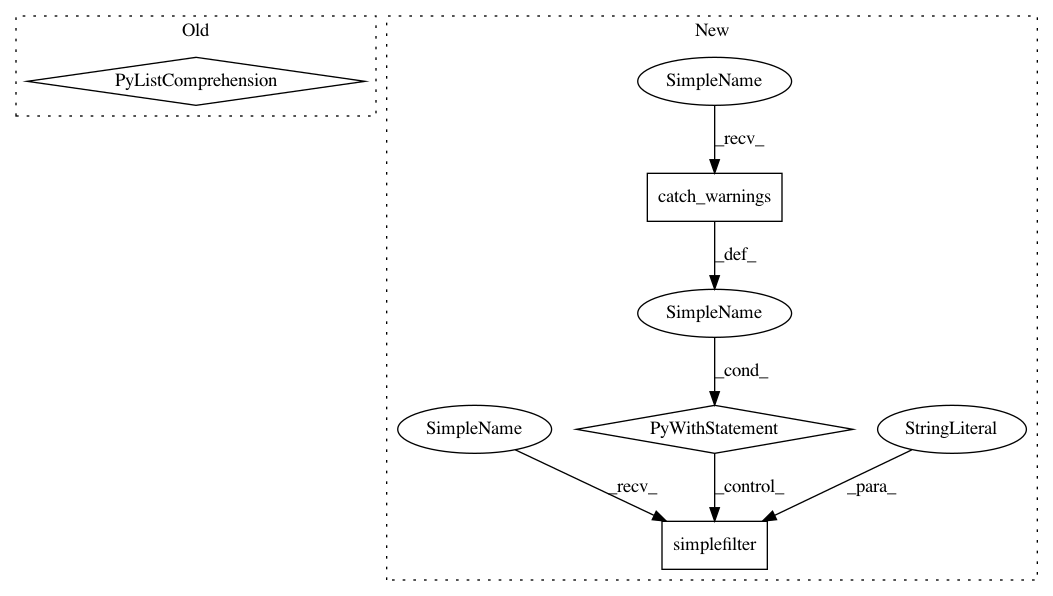 Old
New
PyListComprehension
SimpleName
_recv_
catch_warnings
_def_
SimpleName
_cond_
SimpleName
PyWithStatement
StringLiteral
_recv_
_control_
_para_
simplefilter